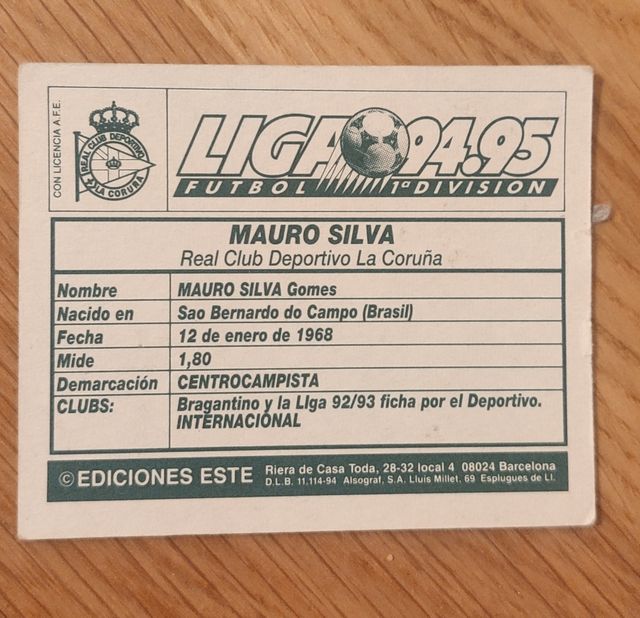 CON LICENCIA A.F.E.
REAL CLUB DEPORTIVO
LA CORUÑA
LIGA 94.95
FUTBOL 1ª DIVISION
MAURO SILVA
Real Club Deportivo La Coruña
Nombre MAURO SILVA Gomes
Nacido en Sao Bernardo do Campo (Brasil)
Fecha 12 de enero de 1968
Mide 1,80
Demarcación CENTROCAMPISTA
CLUBS: Bragantino y la LIga 92/93 ficha por el Deportivo.
INTERNACIONAL
© EDICIONES ESTE Riera de Casa Toda, 28-32 local 4 08024 Barcelona
D.L.B. 11.114-94 Alsograf, S.A. Lluis Millet, 69 Esplugues de Ll.